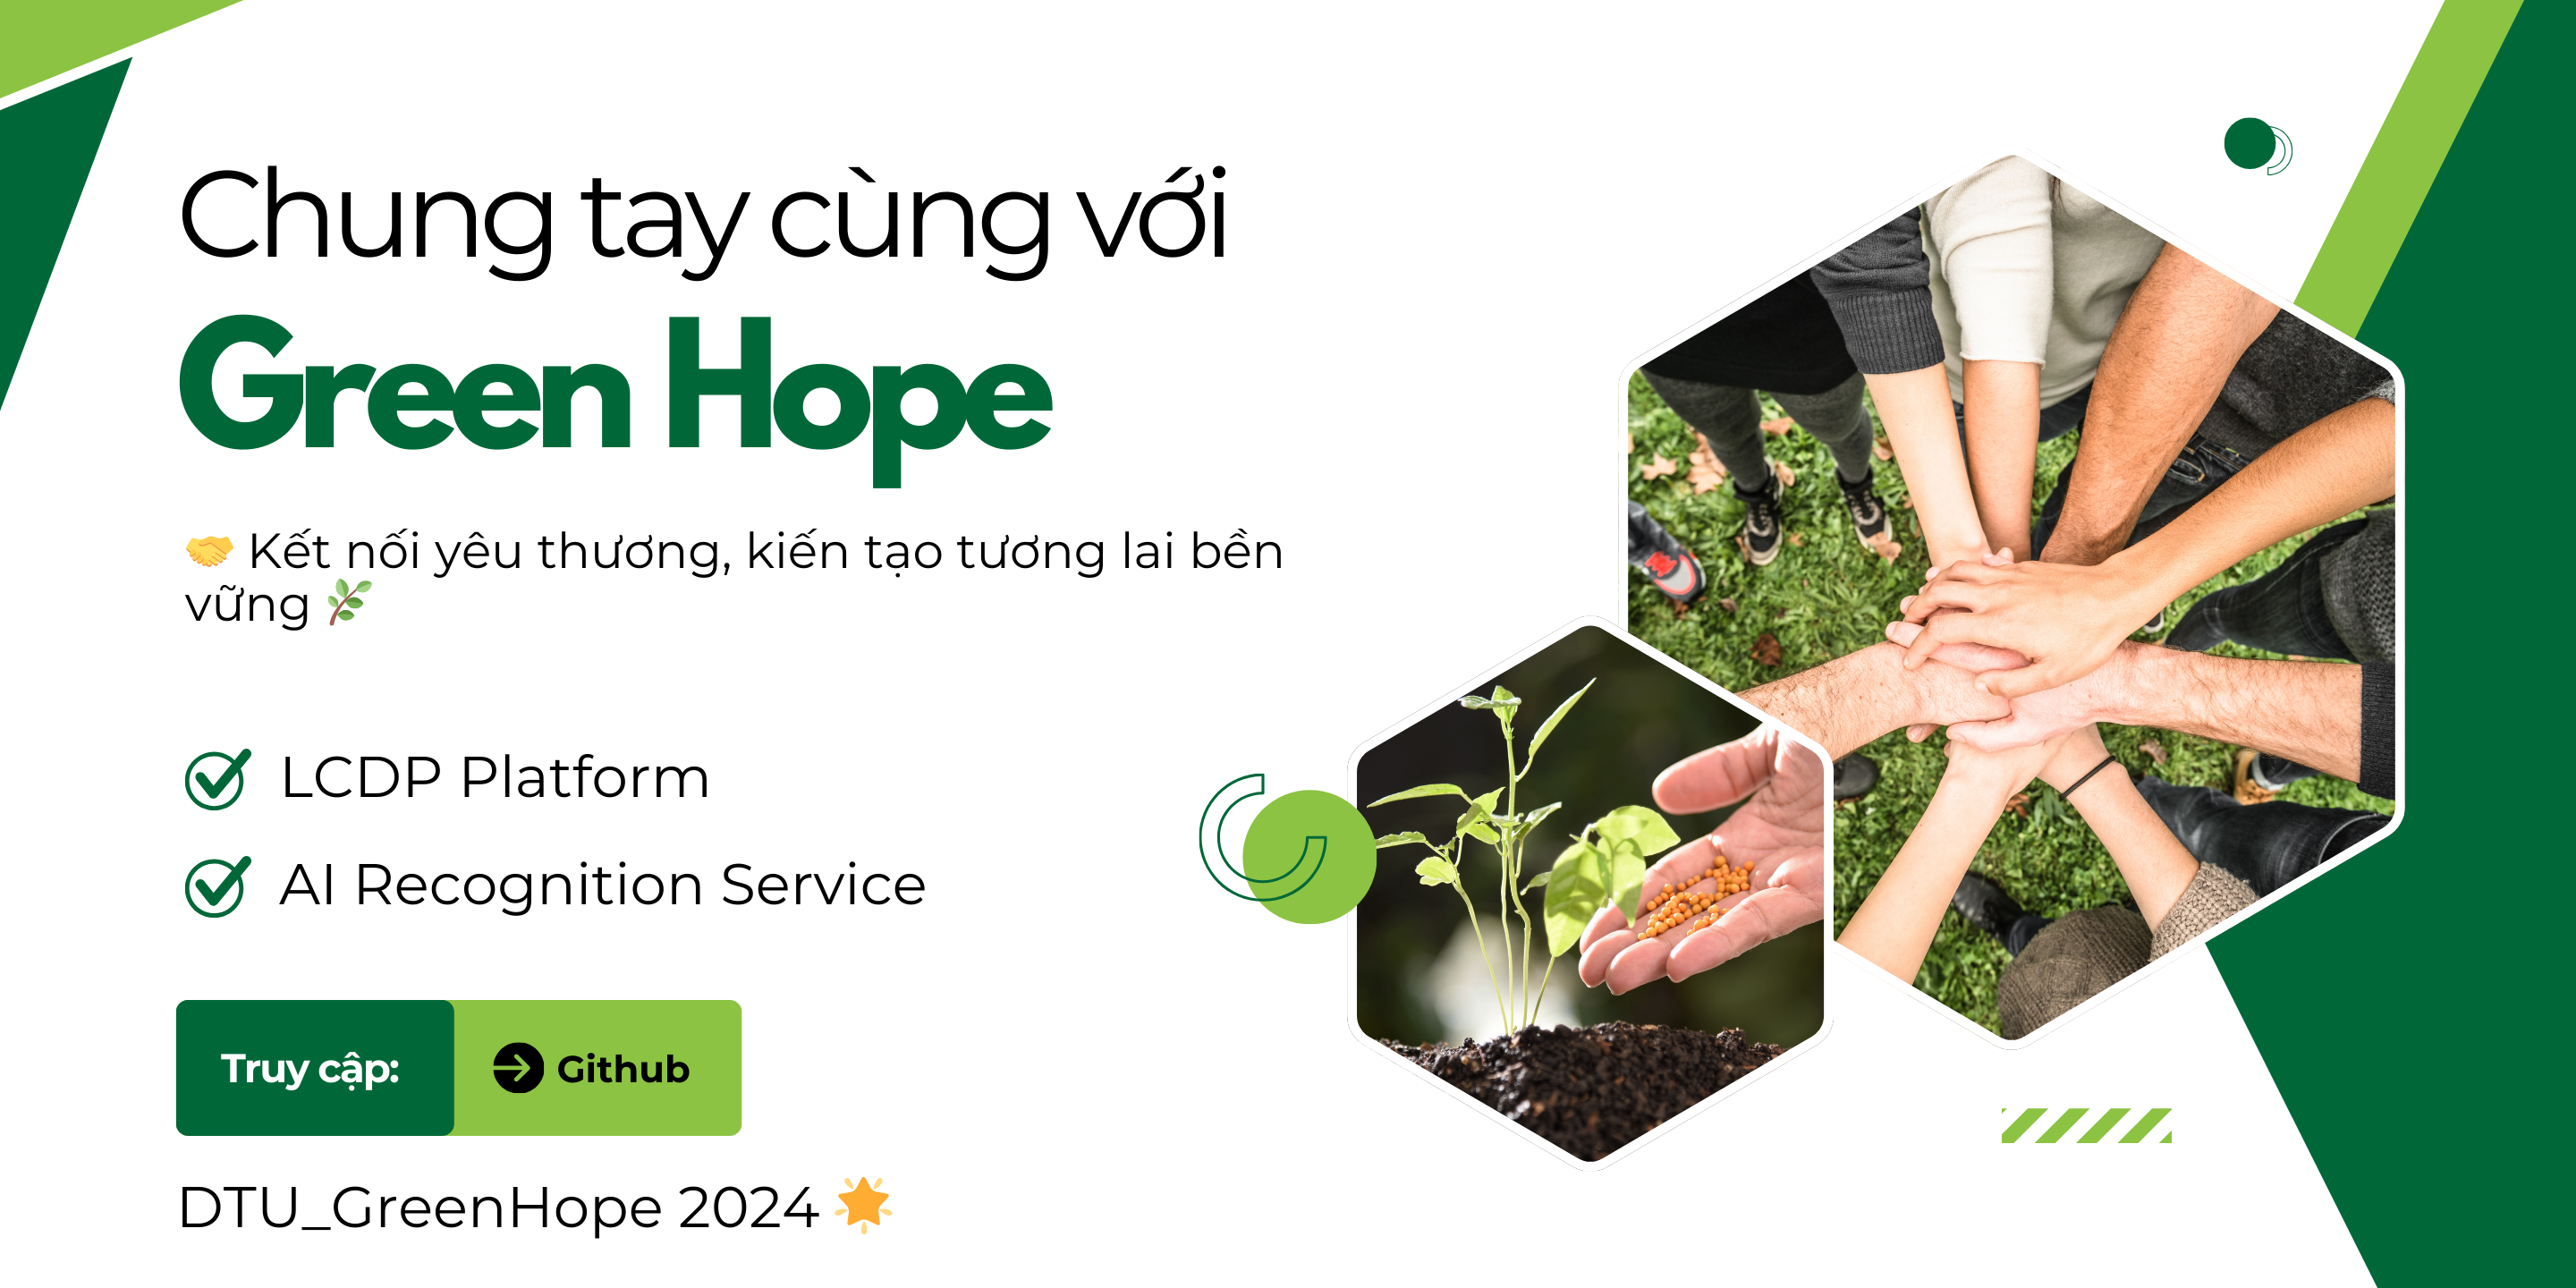 Chung tay cùng với
Green Hope
🤝 Kết nối yêu thương, kiến tạo tương lai bền
vững 🌿
LCDP Platform
AI Recognition Service
Truy cập:
Github
DTU_GreenHope 2024 🌟